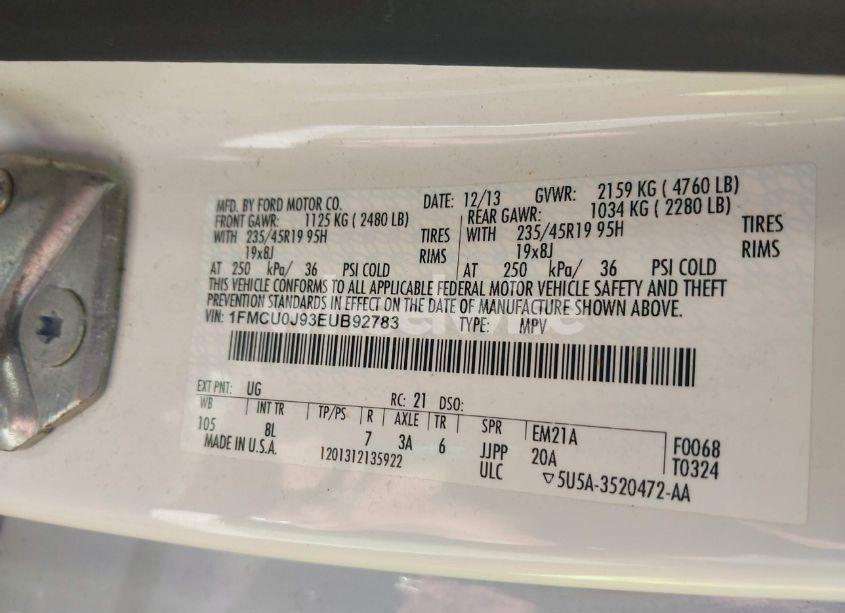 MFD. BY FORD MOTOR CO. DATE: 12/13 GVWR: 2159 KG ( 4760 LB)
FRONT GAWR: 1125 KG ( 2480 LB) REAR GAWR: 1034 KG ( 2280 LB)
WITH 235/45R19 95H TIRES WITH 235/45R19 95H TIRES
19x8J RIMS 19x8J RIMS
AT 250 kPa/ 36 PSI COLD AT 250 kPa/ 36 PSI COLD
THIS VEHICLE CONFORMS TO ALL APPLICABLE FEDERAL MOTOR VEHICLE SAFETY AND THEFT
PREVENTION STANDARDS IN EFFECT ON THE DATE OF MANUFACTURE SHOWN ABOVE.
VIN: 1FMCU0J93EUB92783 TYPE: MPV
EXT PNT: UG RC: 21 DSO:
WB INT TR TP/PS R AXLE TR SPR EM21A F0068
105 8L 7 3A 6 JJPP 20A T0324
MADE IN U.S.A. 1201312135922 ULC ▽5U5A-3520472-AA